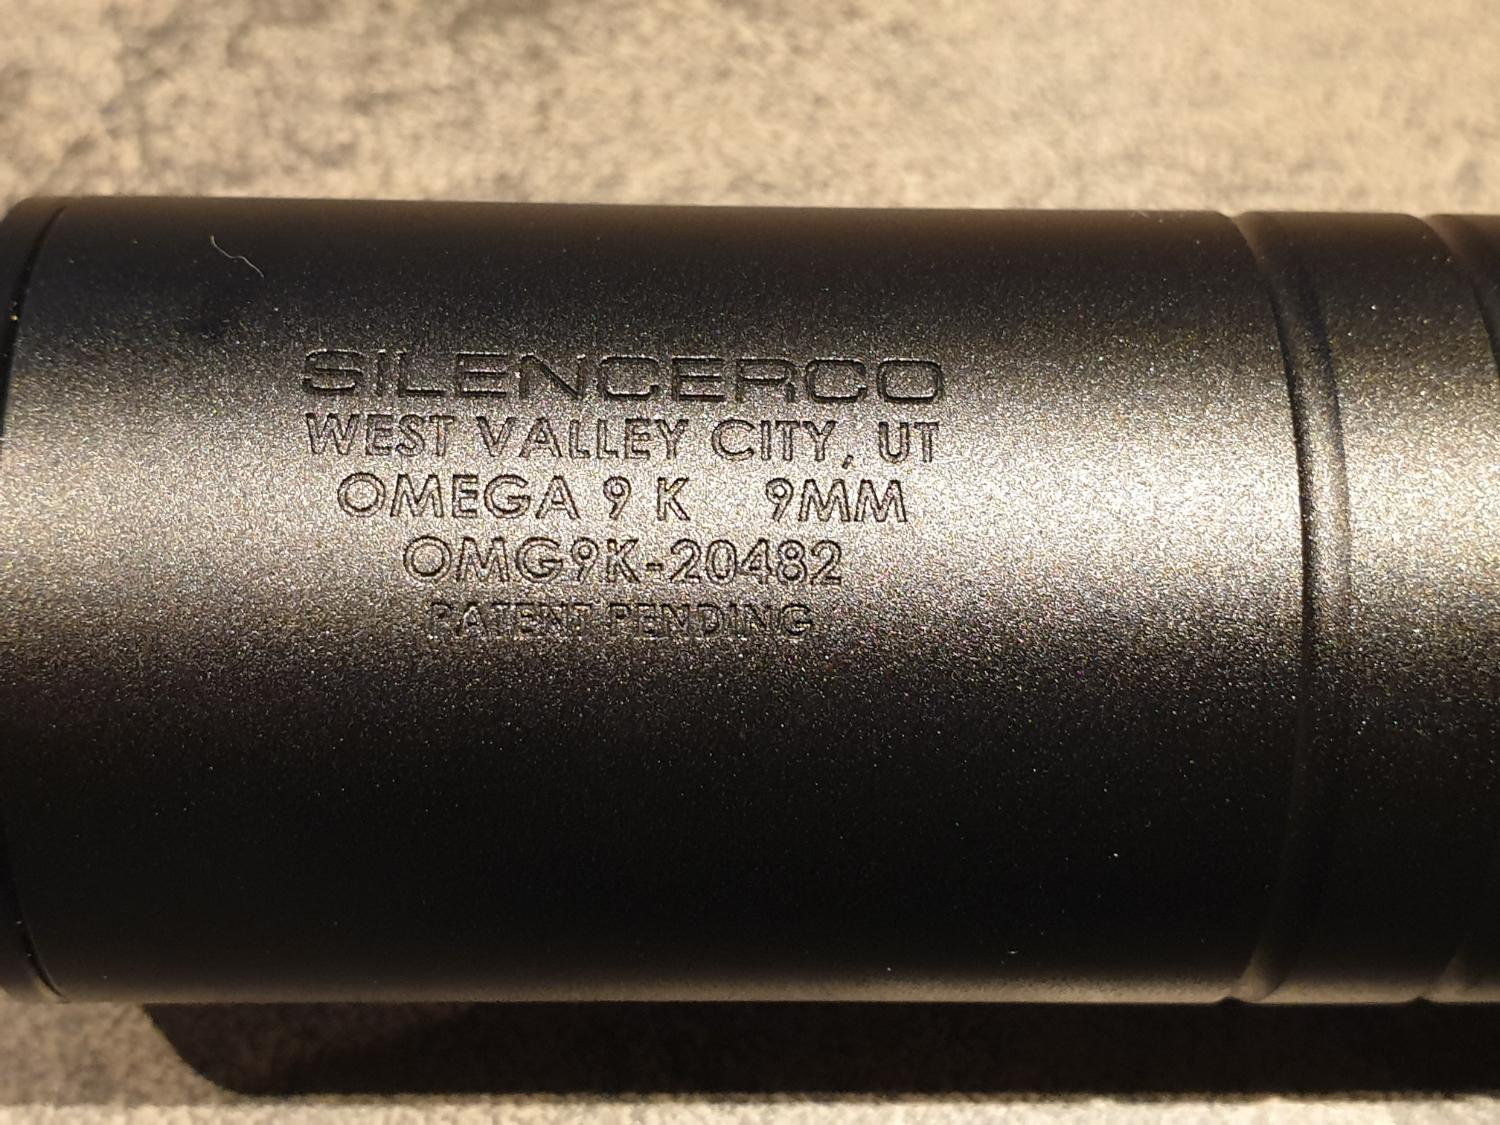 SILENCERCO
WEST VALLEY CITY, UT
OMEGA 9 K 9MM
OMG9K-20482
PATENT PENDING